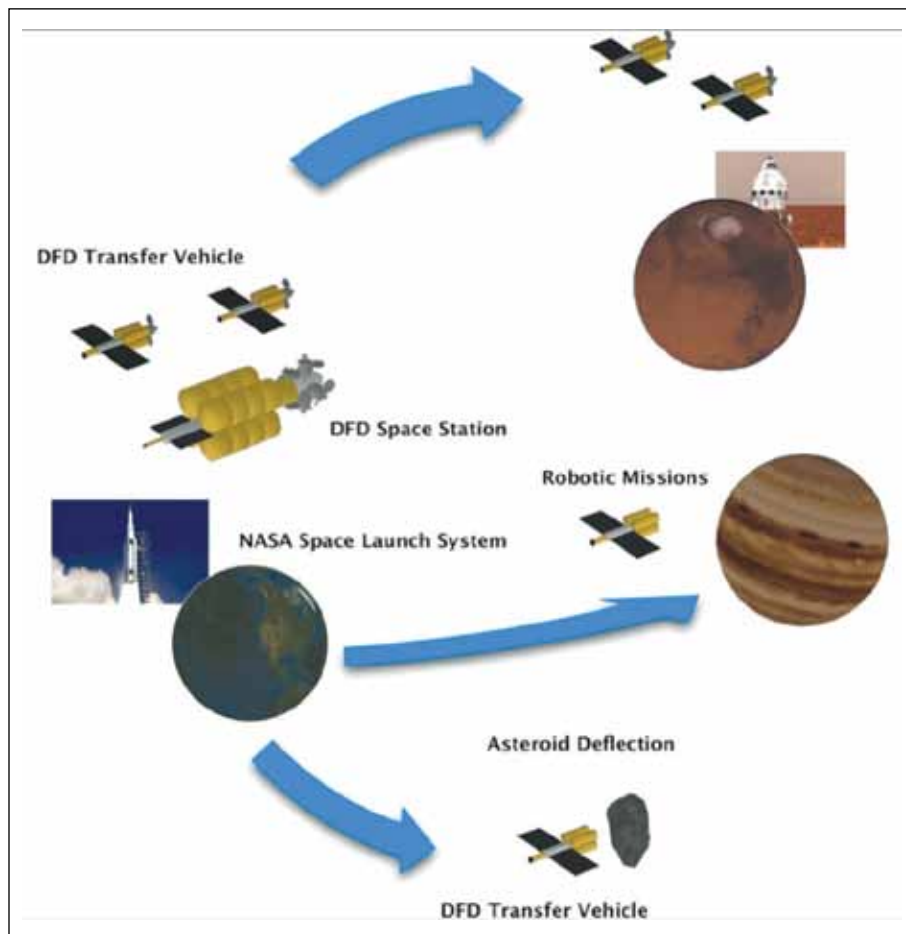 DFD Transfer Vehicle
DFD Space Station
Robotic Missions
NASA Space Launch System
Asteroid Deflection
DFD Transfer Vehicle